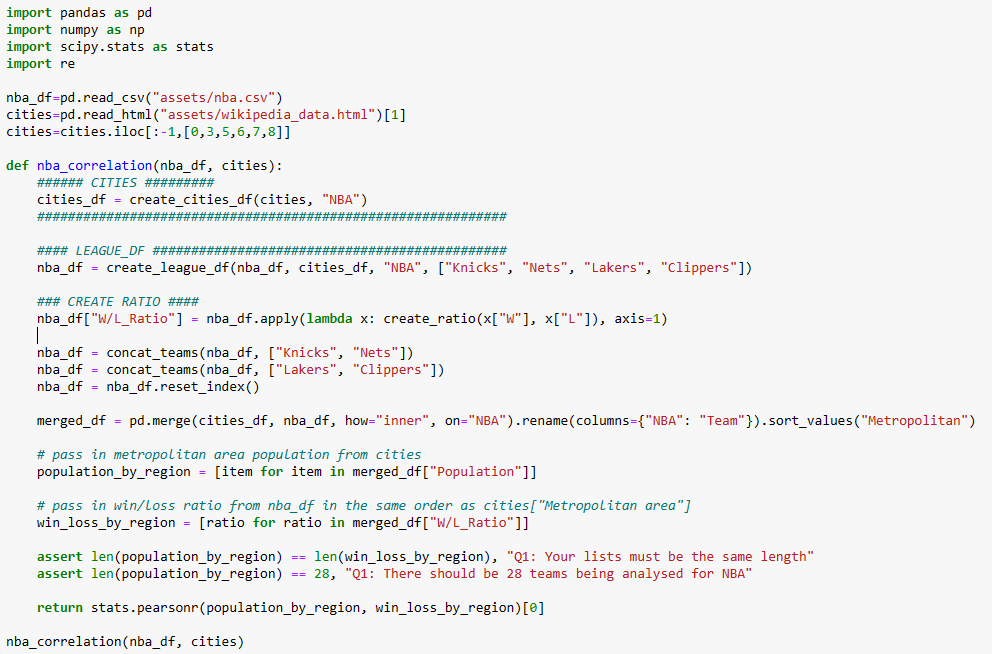 import pandas as pd
import numpy as np
import scipy.stats as stats
import re

nba_df=pd.read_csv("assets/nba.csv")
cities=pd.read_html("assets/wikipedia_data.html")[1]
cities=cities.iloc[:-1,[0,3,5,6,7,8]]

def nba_correlation(nba_df, cities):
    ###### CITIES #########
    cities_df = create_cities_df(cities, "NBA")
    #############################################################

    #### LEAGUE_DF ##############################################
    nba_df = create_league_df(nba_df, cities_df, "NBA", ["Knicks", "Nets", "Lakers", "Clippers"])

    ### CREATE RATIO ####
    nba_df["W/L_Ratio"] = nba_df.apply(lambda x: create_ratio(x["W"], x["L"]), axis=1)

    nba_df = concat_teams(nba_df, ["Knicks", "Nets"])
    nba_df = concat_teams(nba_df, ["Lakers", "Clippers"])
    nba_df = nba_df.reset_index()

    merged_df = pd.merge(cities_df, nba_df, how="inner", on="NBA").rename(columns={"NBA": "Team"}).sort_values("Metropolitan")

    # pass in metropolitan area population from cities
    population_by_region = [item for item in merged_df["Population"]]

    # pass in win/loss ratio from nba_df in the same order as cities["Metropolitan area"]
    win_loss_by_region = [ratio for ratio in merged_df["W/L_Ratio"]]

    assert len(population_by_region) == len(win_loss_by_region), "Q1: Your lists must be the same length"
    assert len(population_by_region) == 28, "Q1: There should be 28 teams being analysed for NBA"

    return stats.pearsonr(population_by_region, win_loss_by_region)[0]

nba_correlation(nba_df, cities)